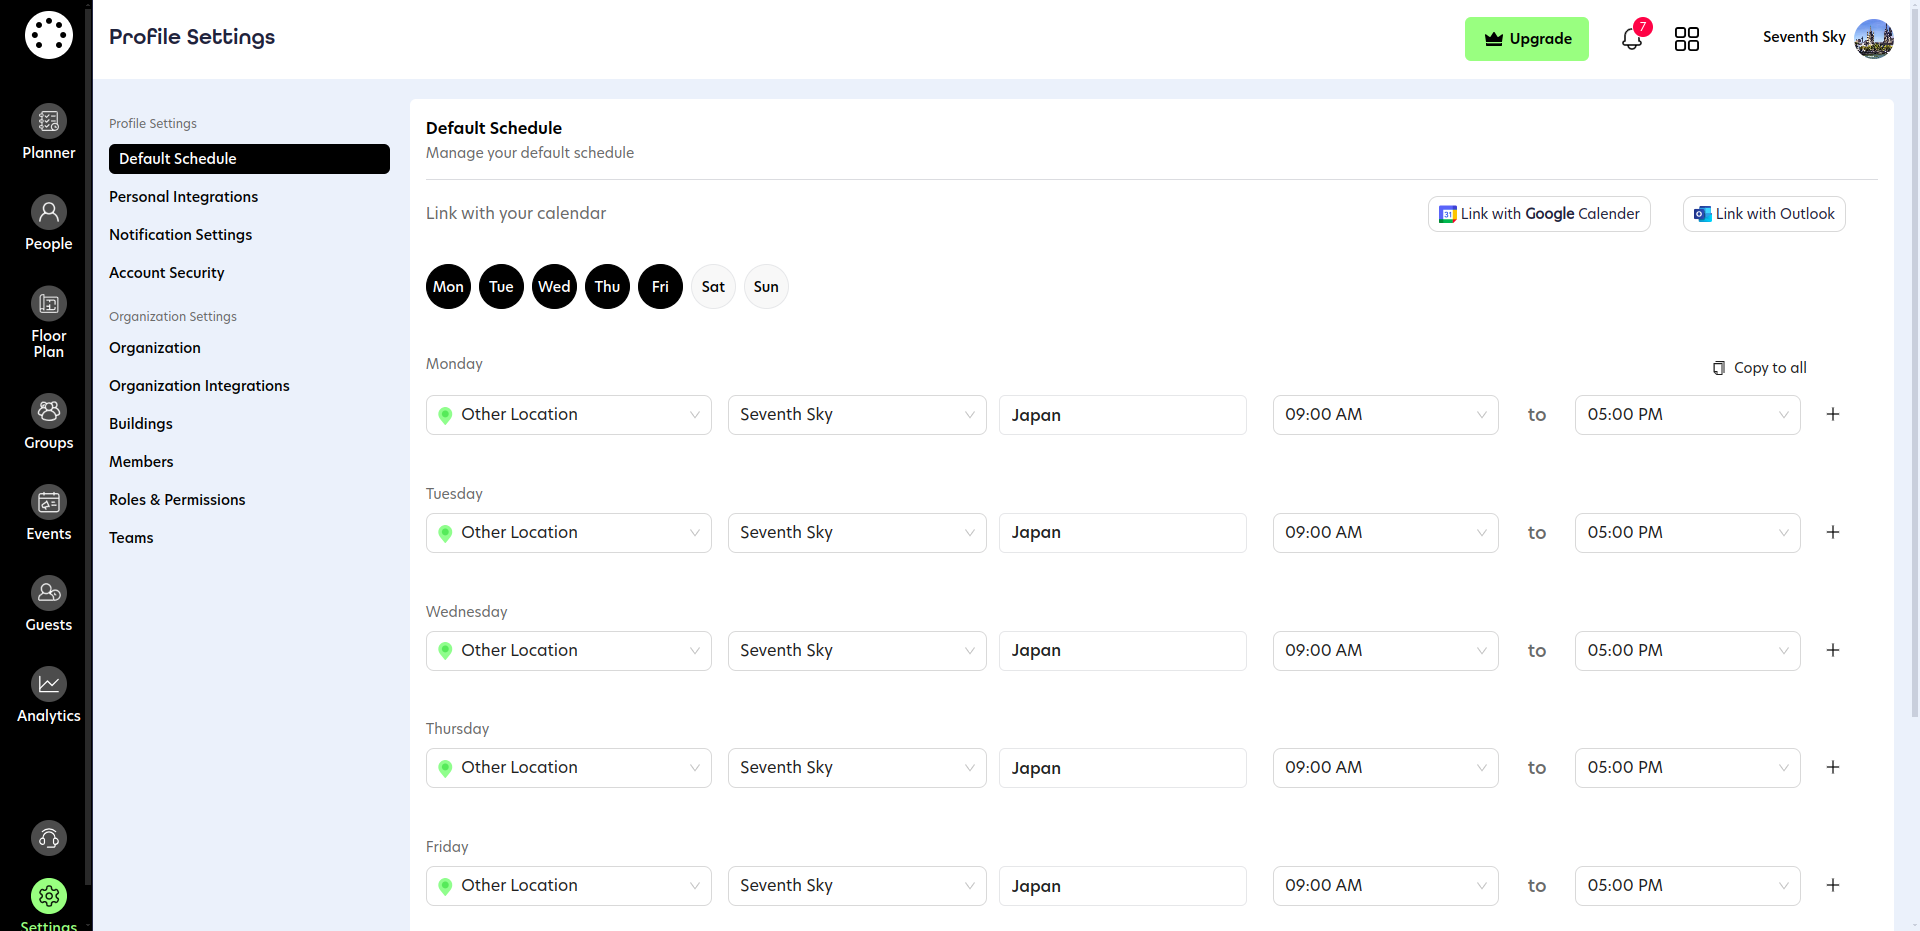 Profile Settings
Upgrade
7
Seventh Sky
Planner
People
Floor
Plan
Groups
Events
Guests
Analytics
Settings
Profile Settings
Default Schedule
Personal Integrations
Notification Settings
Account Security
Organization Settings
Organization
Organization Integrations
Buildings
Members
Roles & Permissions
Teams
Default Schedule
Manage your default schedule
Link with your calendar
31 Link with Google Calender
Link with Outlook
Mon Tue Wed Thu Fri Sat Sun
Monday
Copy to all
Other Location Seventh Sky Japan 09:00 AM to 05:00 PM +
Tuesday
Other Location Seventh Sky Japan 09:00 AM to 05:00 PM +
Wednesday
Other Location Seventh Sky Japan 09:00 AM to 05:00 PM +
Thursday
Other Location Seventh Sky Japan 09:00 AM to 05:00 PM +
Friday
Other Location Seventh Sky Japan 09:00 AM to 05:00 PM +